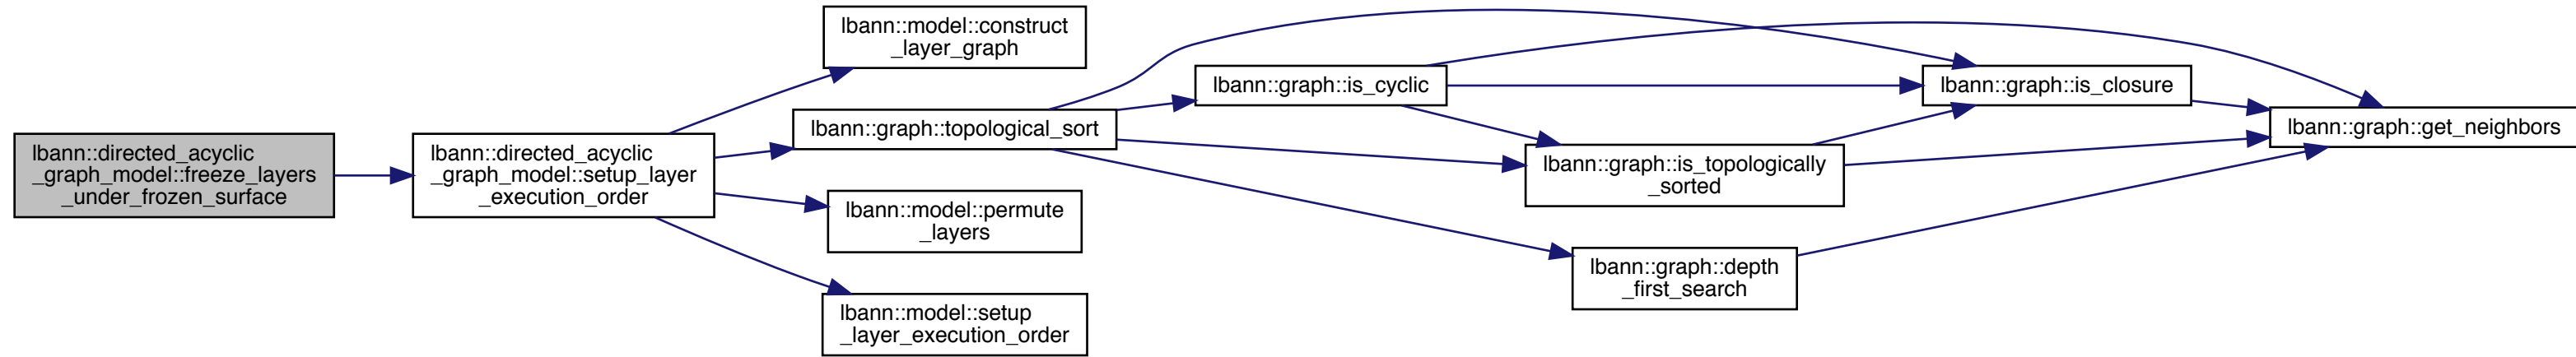 lbann::directed_acyclic
_graph_model::freeze_layers
_under_frozen_surface
lbann::directed_acyclic
_graph_model::setup_layer
_execution_order
lbann::model::construct
_layer_graph
lbann::graph::topological_sort
lbann::model::permute
_layers
lbann::model::setup
_layer_execution_order
lbann::graph::is_cyclic
lbann::graph::is_topologically
_sorted
lbann::graph::depth
_first_search
lbann::graph::is_closure
lbann::graph::get_neighbors